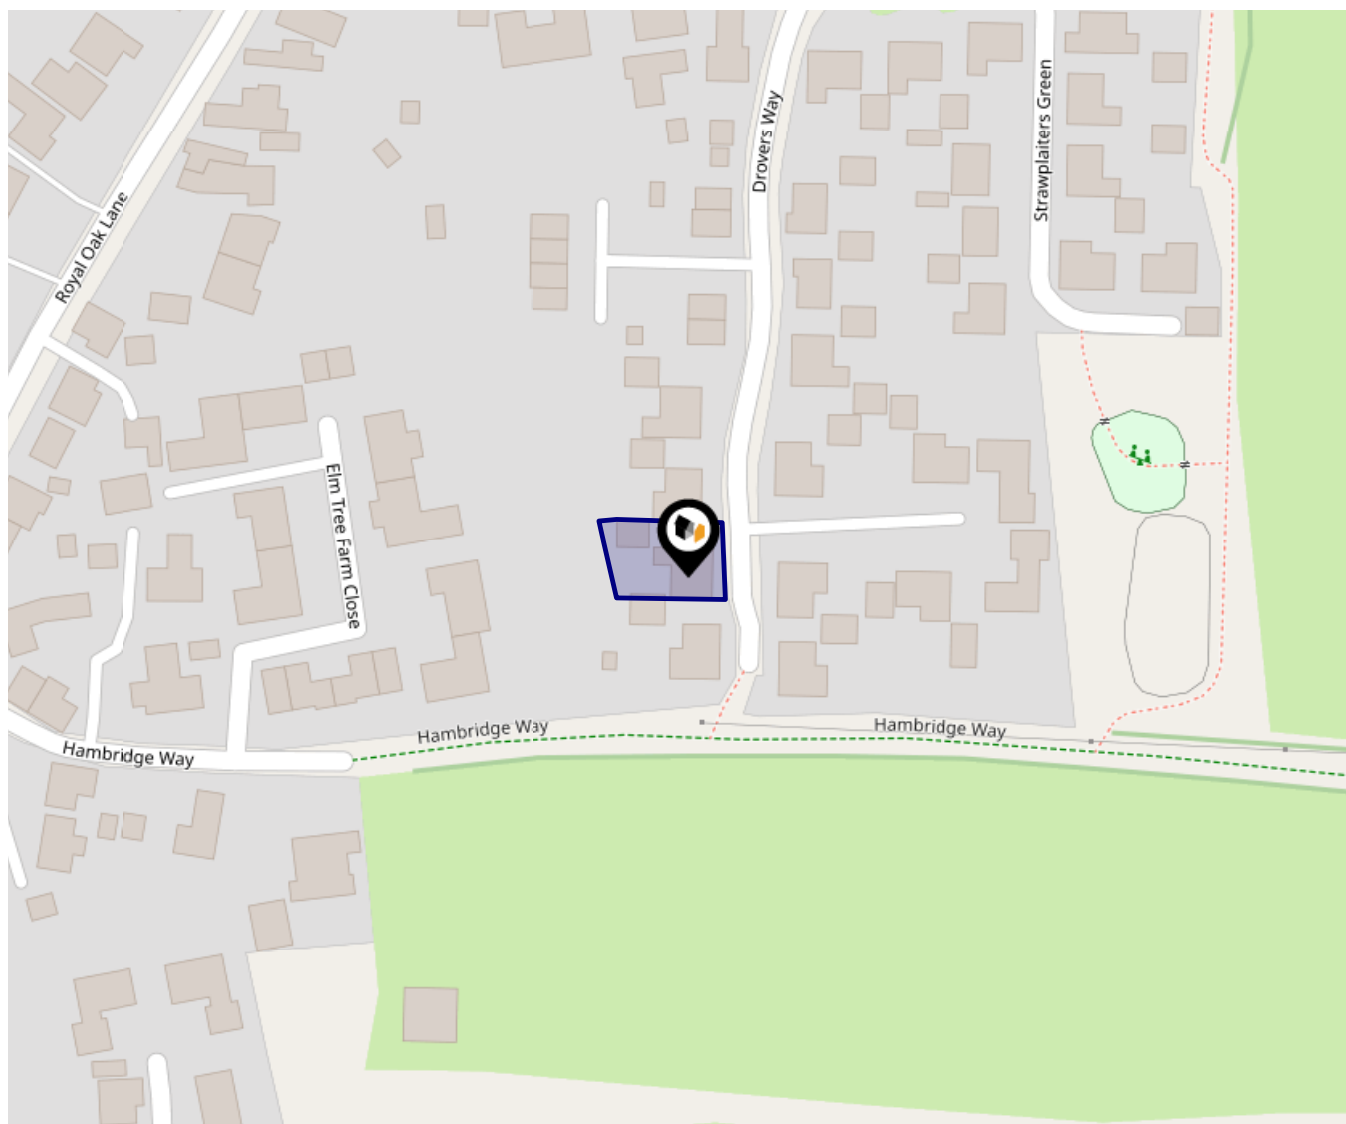 Drovers Way
Strawplaiters Green
Royal Oak Lane
Elm Tree Farm Close
Hambridge Way
Hambridge Way
Hambridge Way